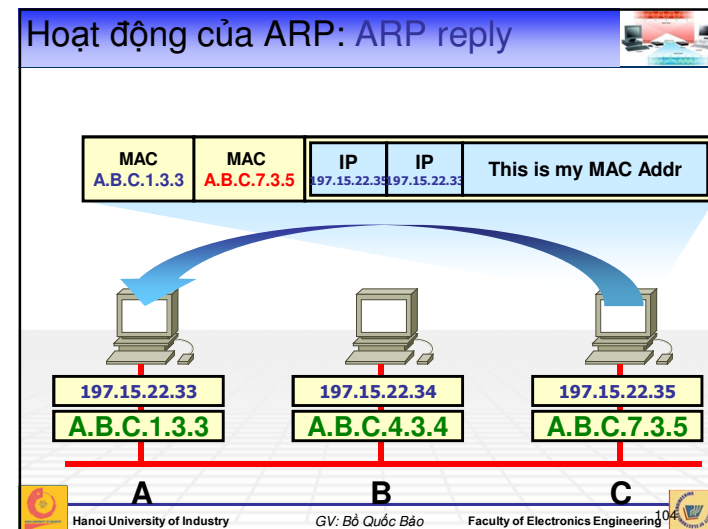 Hoạt động của ARP: ARP reply
MAC MAC IP IP This is my MAC Addr
A.B.C.1.3.3 A.B.C.7.3.5 197.15.22.35 197.15.22.33
197.15.22.33 197.15.22.34 197.15.22.35
A.B.C.1.3.3 A.B.C.4.3.4 A.B.C.7.3.5
A B C
Hanoi University of Industry GV: Bồ Quốc Bảo Faculty of Electronics Engineering 104